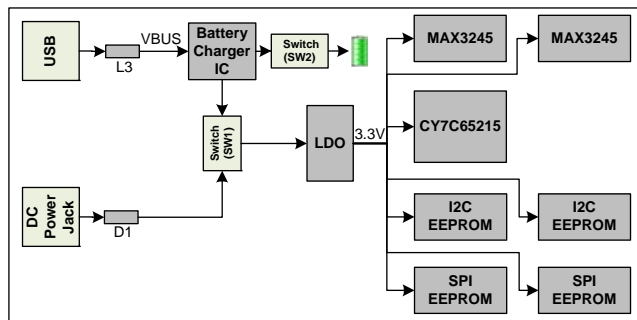 USB
L3
VBUS
Battery
Charger
IC
Switch
(SW2)
MAX3245
MAX3245
Switch
(SW1)
LDO
3.3V
CY7C65215
DC
Power
Jack
D1
I2C
EEPROM
I2C
EEPROM
SPI
EEPROM
SPI
EEPROM